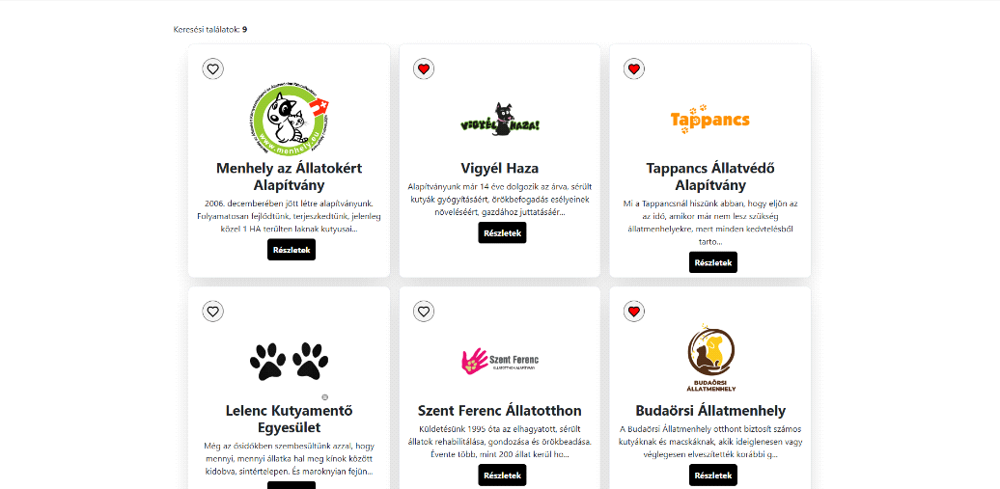 Keresési találatok: 9
www.menhely.eu
Menhely az Állatokért
Alapítvány
2006. decemberében jött létre alapítványunk.
Folyamatosan fejlődtünk, terjeszkedtünk, jelenleg
közel 1 HA terülten laknak kutyusai...
Részletek
VIGYÉL HAZA!
Vigyél Haza
Alapítványunk már 14 éve dolgozik az árva, sérült
kutyák gyógyításáért, örökbefogadás esélyeinek
növeléséért, gazdához juttatásáér...
Részletek
Tappancs
Tappancs Állatvédő
Alapítvány
Mi a Tappancsnál hiszünk abban, hogy eljön az
az idő, amikor már nem lesz szükség
állatmenhelyekre, mert minden kedvtelésből
tarto...
Részletek
Lelenc Kutyamentő
Egyesület
Még az ősidőkben szembesültünk azzal, hogy
mennyi, mennyi állatka hal meg kínok között
kidobva, sintértelepen. És maroknyian fejün...
Szent Ferenc
ÁLLATOTTHON ALAPÍTVÁNY
Szent Ferenc Állatotthon
Küldetésünk 1995 óta az elhagyatott, sérült
állatok rehabilitálása, gondozása és örökbeadása.
Évente több, mint 200 állat kerül ho...
Részletek
BUDAÖRSI
ÁLLATMENHELY
Budaörsi Állatmenhely
A Budaörsi Állatmenhely otthont biztosít számos
kutyáknak és macskáknak, akik ideiglenesen vagy
véglegesen elveszítették korábbi g...
Részletek